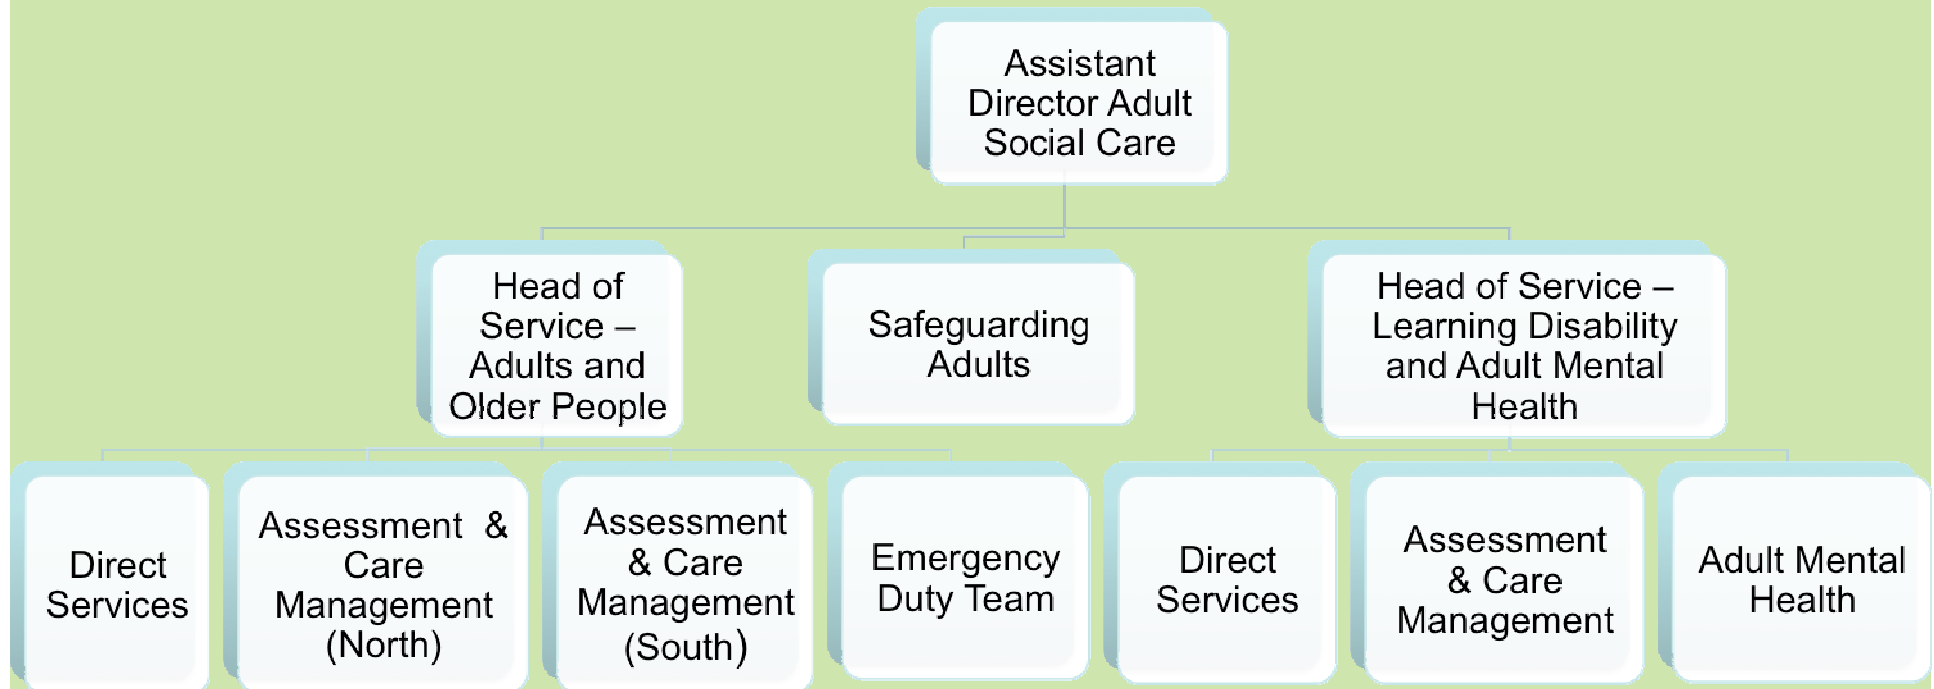 Assistant
Director Adult
Social Care
Head of
Service –
Adults and
Older People
Safeguarding
Adults
Head of Service –
Learning Disability
and Adult Mental
Health
Direct
Services
Assessment  &
Care
Management
(North)
Assessment
& Care
Management
(South)
Emergency
Duty Team
Direct
Services
Assessment
& Care
Management
Adult Mental
Health